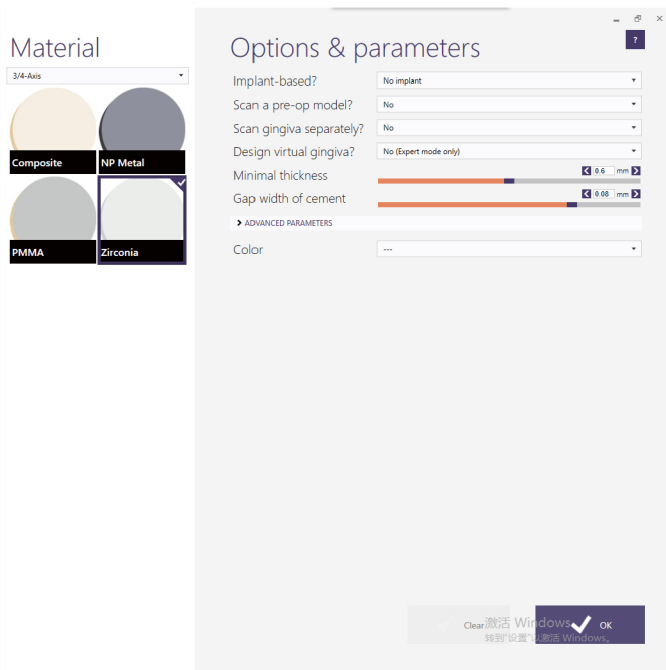 Material
3/4-Axis
Composite
NP Metal
PMMA
Zirconia
Options & parameters
?
Implant-based?
No implant
Scan a pre-op model?
No
Scan gingiva separately?
No
Design virtual gingiva?
No (Expert mode only)
Minimal thickness
0.6 mm
Gap width of cement
0.08 mm
ADVANCED PARAMETERS
Color
---
Clear
OK
激活 Windows
转到"设置"以激活 Windows。